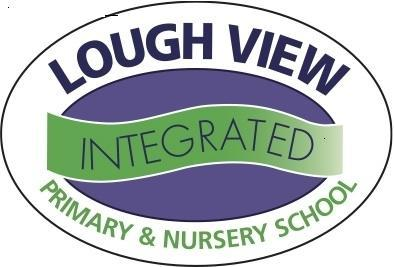 LOUGH VIEW
INTEGRATED
PRIMARY & NURSERY SCHOOL